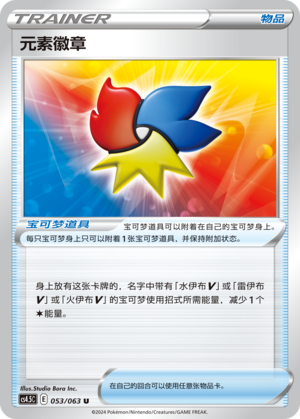 TRAINER
物品
元素徽章
宝可梦道具
宝可梦道具可以附着在自己的宝可梦身上。
每只宝可梦身上只可以附着1张宝可梦道具,并保持附加状态。
身上放有这张卡牌的,名字中带有「水伊布V」或「雷伊布
V」或「火伊布V」的宝可梦使用招式所需能量,减少1个
能量。
Illus.Studio Bora Inc.
CS4.5C E 053/063 U
在自己的回合可以使用任意张物品卡。
©2024 Pokémon/Nintendo/Creatures/GAME FREAK.